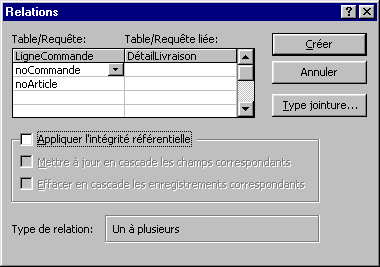 Relations
Table/Requête: Table/Requête liée:
LigneCommande DétailLivraison
noCommande
noArticle
Créer
Annuler
Type jointure...
Appliquer l'intégrité référentielle
Mettre à jour en cascade les champs correspondants
Effacer en cascade les enregistrements correspondants
Type de relation: Un à plusieurs